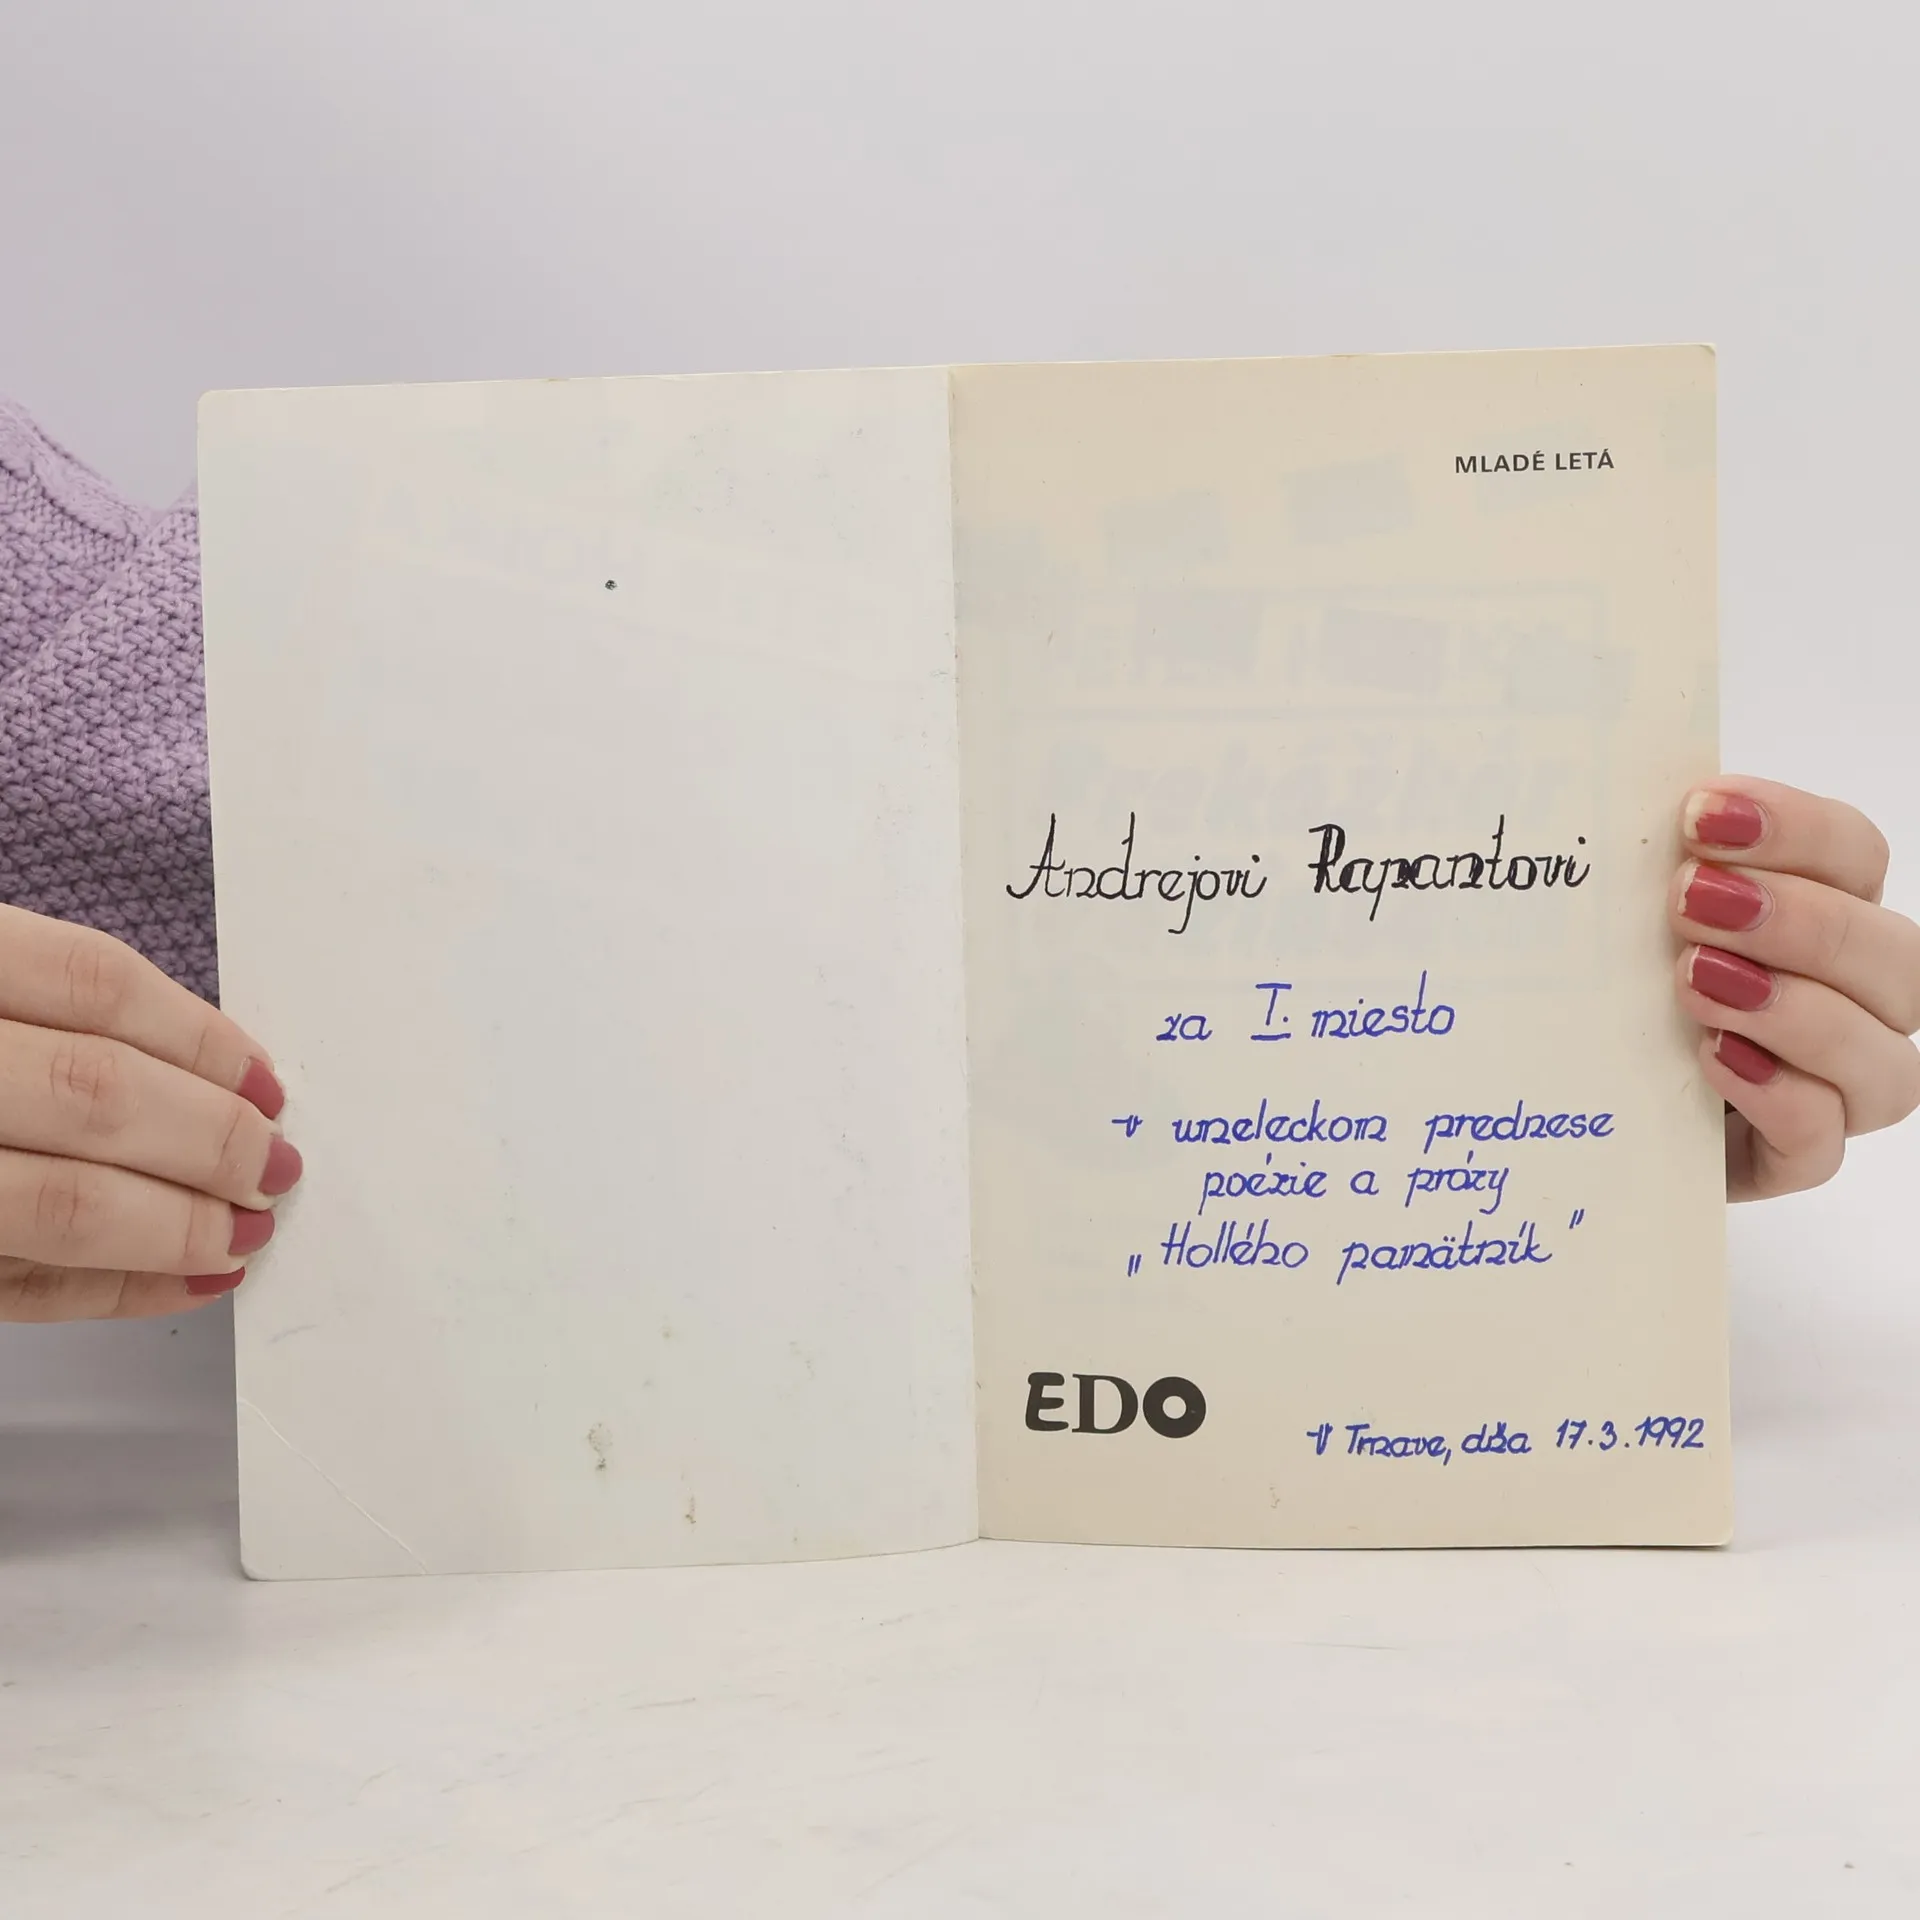 MLADÉ LETÁ
Andrejovi Rapantovi
za I. miesto
v umeleckom prednese
poézie a prózy
„Hollého pamätník"
EDO
V Trnave, dňa 17.3.1992